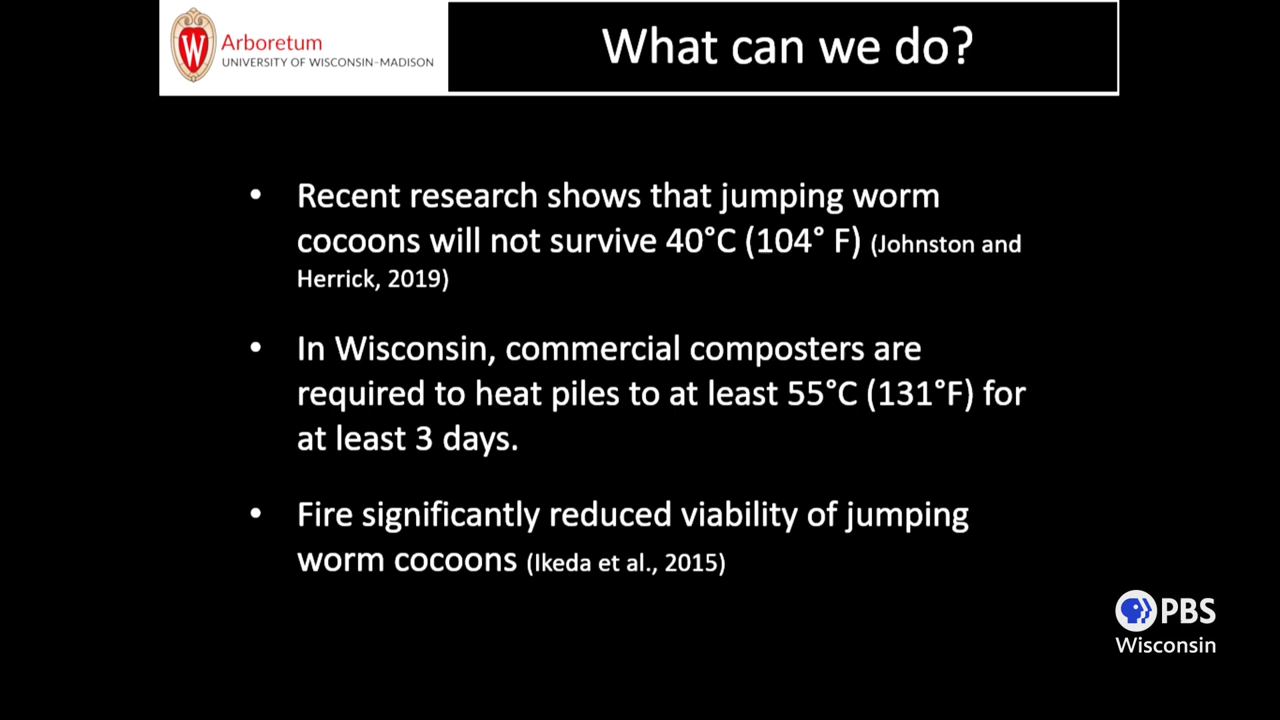 W
Arboretum
UNIVERSITY OF WISCONSIN–MADISON
What can we do?
• Recent research shows that jumping worm
cocoons will not survive 40°C (104° F) (Johnston and
Herrick, 2019)
• In Wisconsin, commercial composters are
required to heat piles to at least 55°C (131°F) for
at least 3 days.
• Fire significantly reduced viability of jumping
worm cocoons (Ikeda et al., 2015)
PBS
Wisconsin